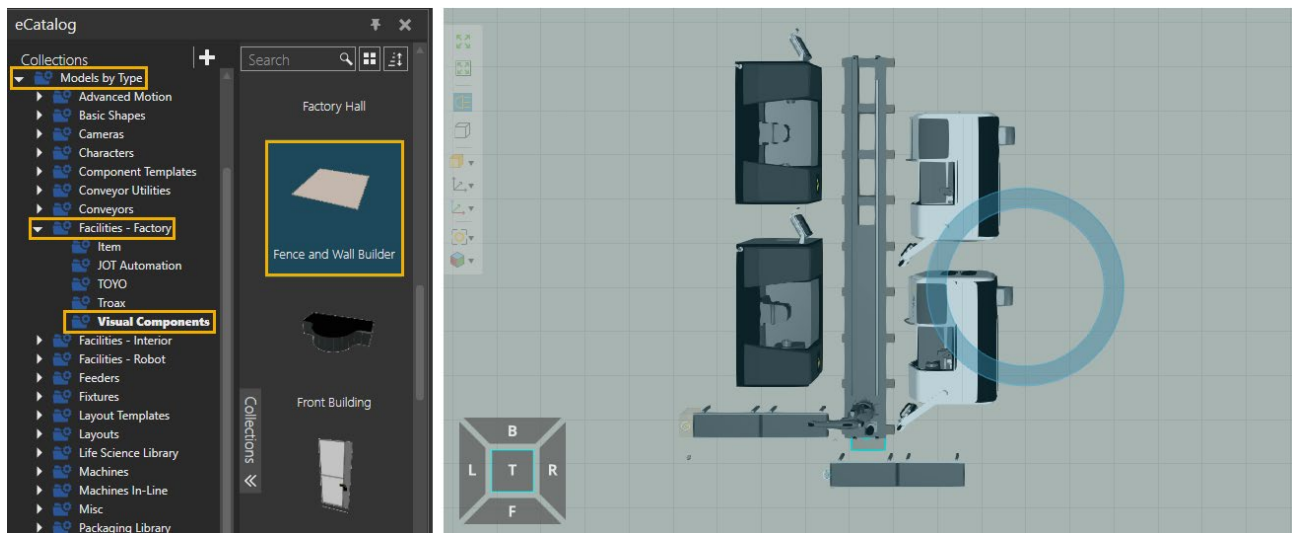 eCatalog
Collections
Search
Models by Type
Advanced Motion
Basic Shapes
Cameras
Characters
Component Templates
Conveyor Utilities
Conveyors
Facilities - Factory
Item
JOT Automation
TOYO
Troax
Visual Components
Facilities - Interior
Facilities - Robot
Feeders
Fixtures
Layout Templates
Layouts
Life Science Library
Machines
Machines In-Line
Misc
Packaging Library
Collections
Factory Hall
Fence and Wall Builder
Front Building
B
L T R
F